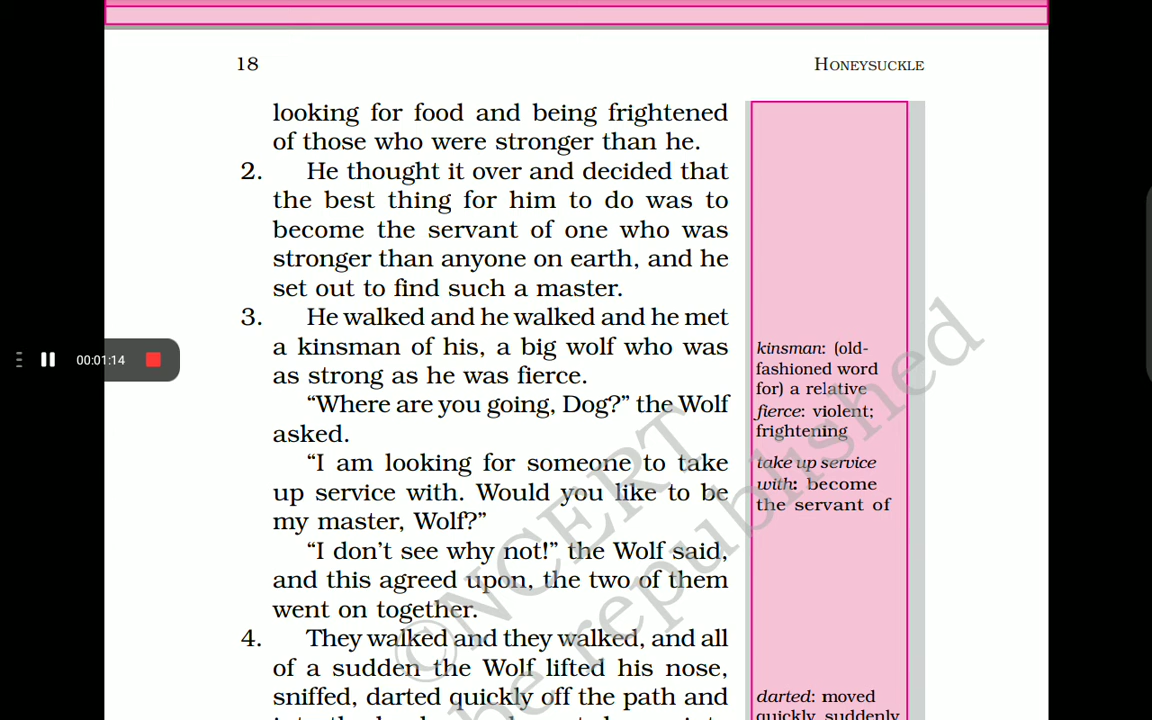 18
HONEYSUCKLE
looking for food and being frightened
of those who were stronger than he.
2. He thought it over and decided that
the best thing for him to do was to
become the servant of one who was
stronger than anyone on earth, and he
set out to find such a master.
3. He walked and he walked and he met
a kinsman of his, a big wolf who was
as strong as he was fierce.
“Where are you going, Dog?” the Wolf
asked.
“I am looking for someone to take
up service with. Would you like to be
my master, Wolf?”
“I don’t see why not!” the Wolf said,
and this agreed upon, the two of them
went on together.
4. They walked and they walked, and all
of a sudden the Wolf lifted his nose,
sniffed, darted quickly off the path and
kinsman: (old-
fashioned word
for) a relative
fierce: violent;
frightening
take up service
with: become
the servant of
darted: moved
quickly, suddenly
00:01:14
©NCERT
be republished